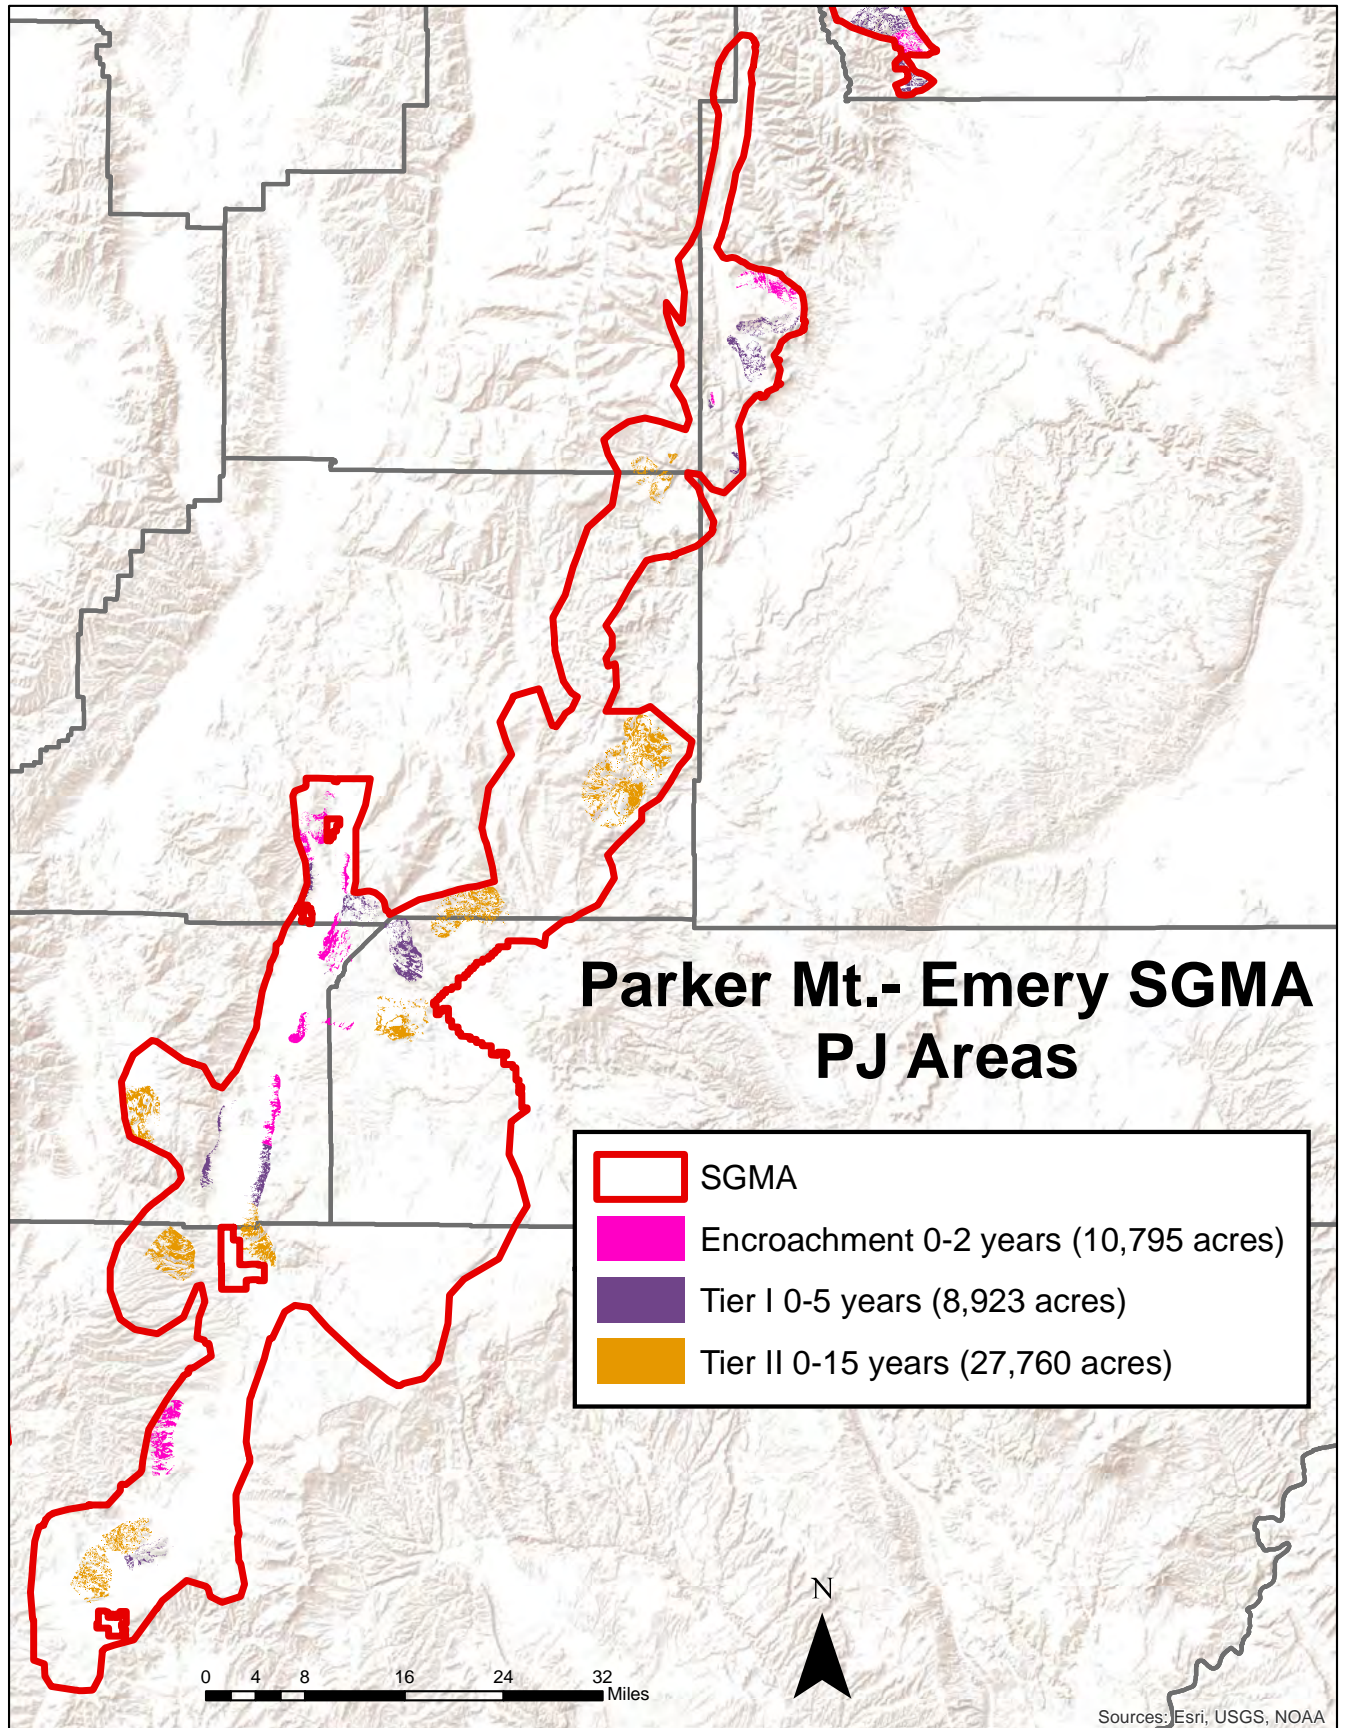 Parker Mt.- Emery SGMA
PJ Areas
SGMA
Encroachment 0-2 years (10,795 acres)
Tier I 0-5 years (8,923 acres)
Tier II 0-15 years (27,760 acres)
N
0 4 8 16 24 32
Miles
Sources: Esri, USGS, NOAA